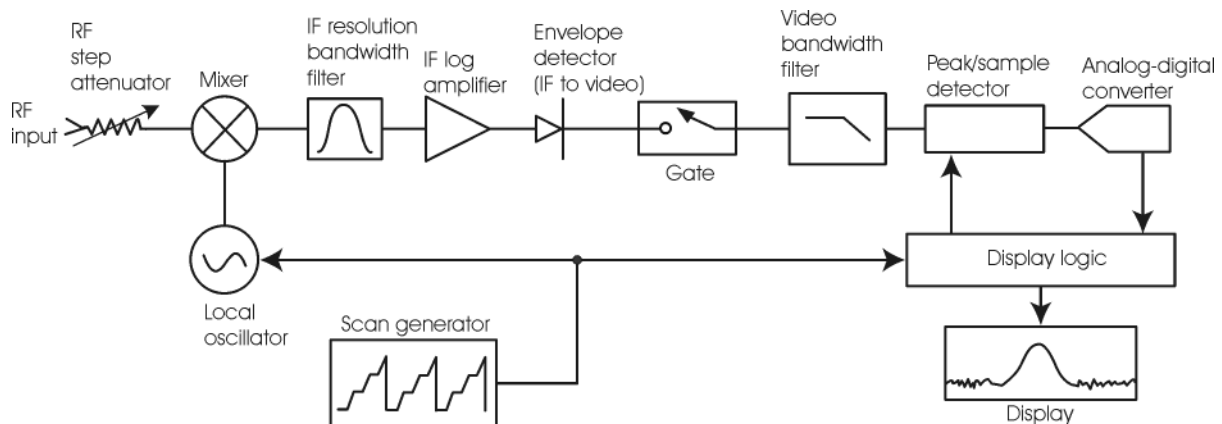 RF
step
attenuator
RF
input
Mixer
IF resolution
bandwidth
filter
IF log
amplifier
Envelope
detector
(IF to video)
Gate
Video
bandwidth
filter
Peak/sample
detector
Analog-digital
converter
Local
oscillator
Scan generator
Display logic
Display